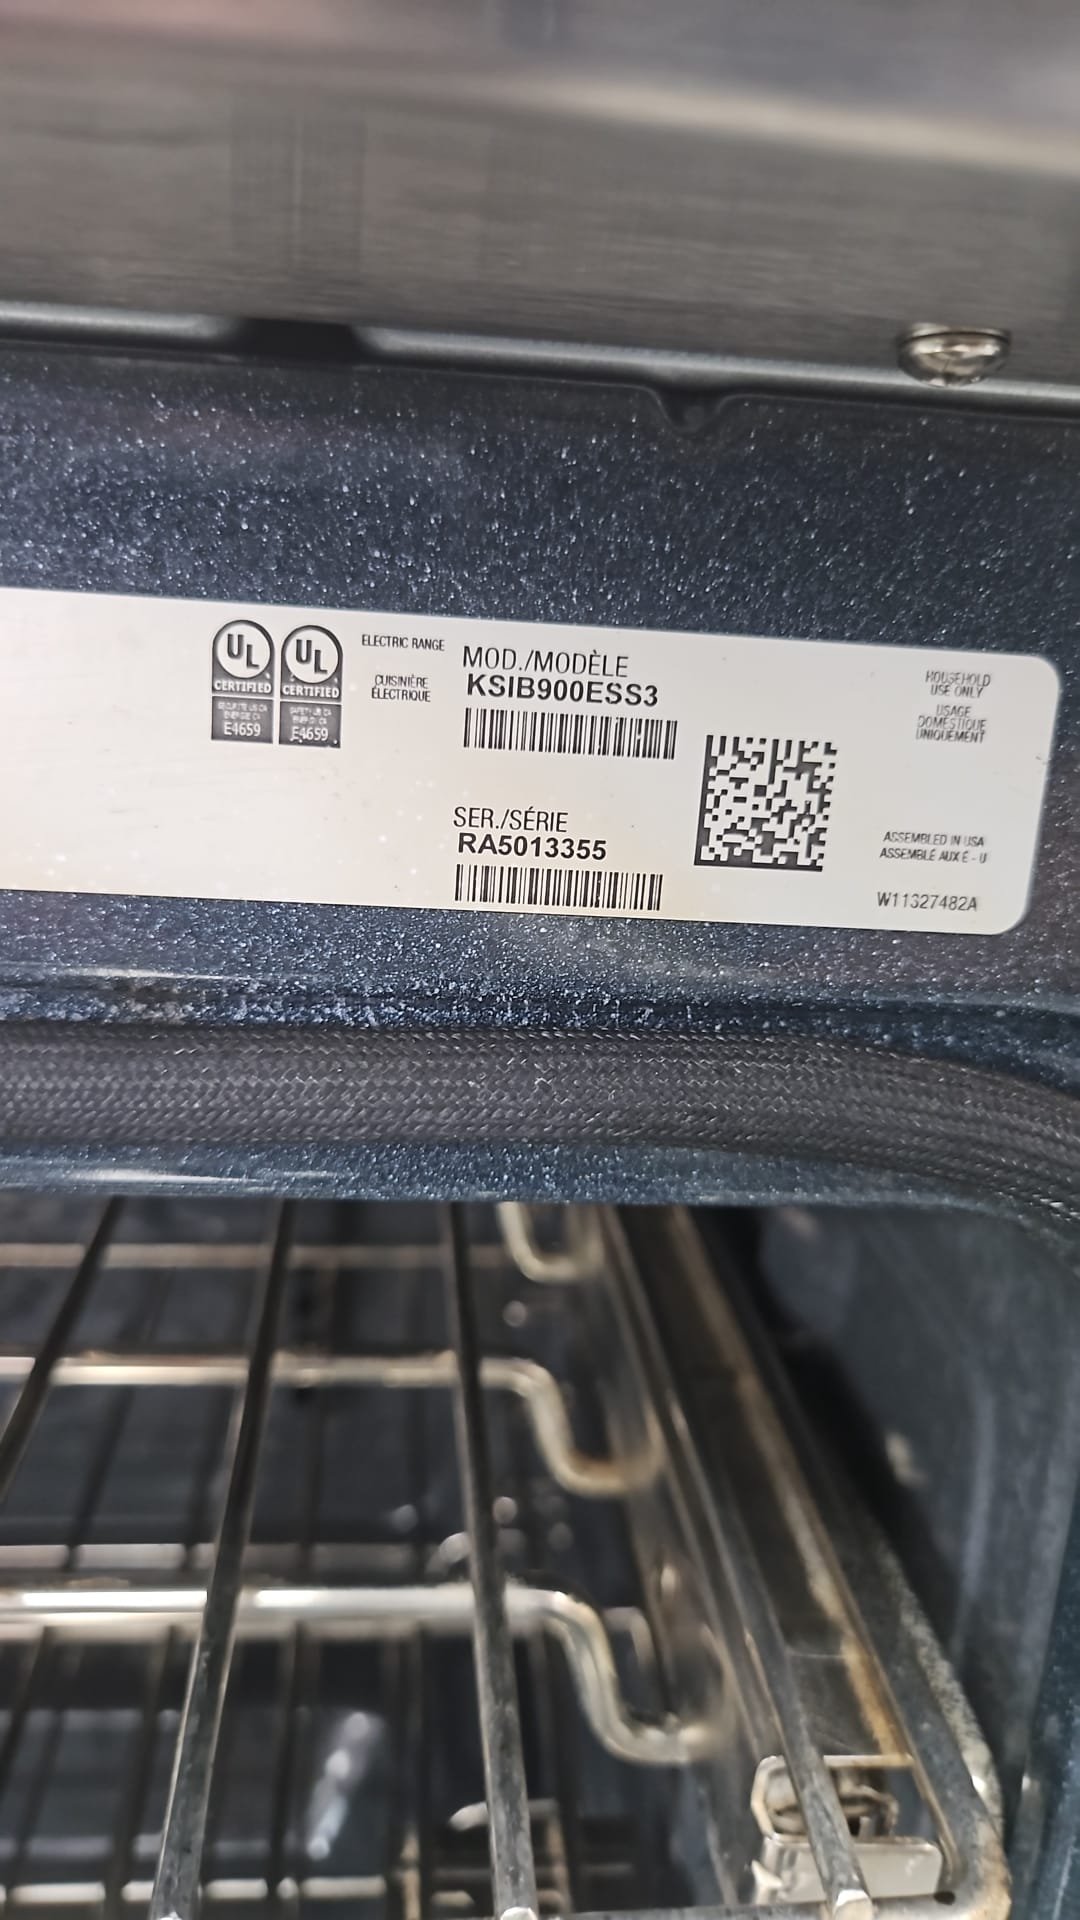 UL
CERTIFIED
E4659
UL
CERTIFIED
E4659
ELECTRIC RANGE
CUISINIÈRE
ÉLECTRIQUE
MOD./MODÈLE
KSIB900ESS3
SER./SÉRIE
RA5013355
HOUSEHOLD
USE ONLY
USAGE
DOMESTIQUE
UNIQUEMENT
ASSEMBLED IN USA
ASSEMBLÉ AUX É - U
W11327482A